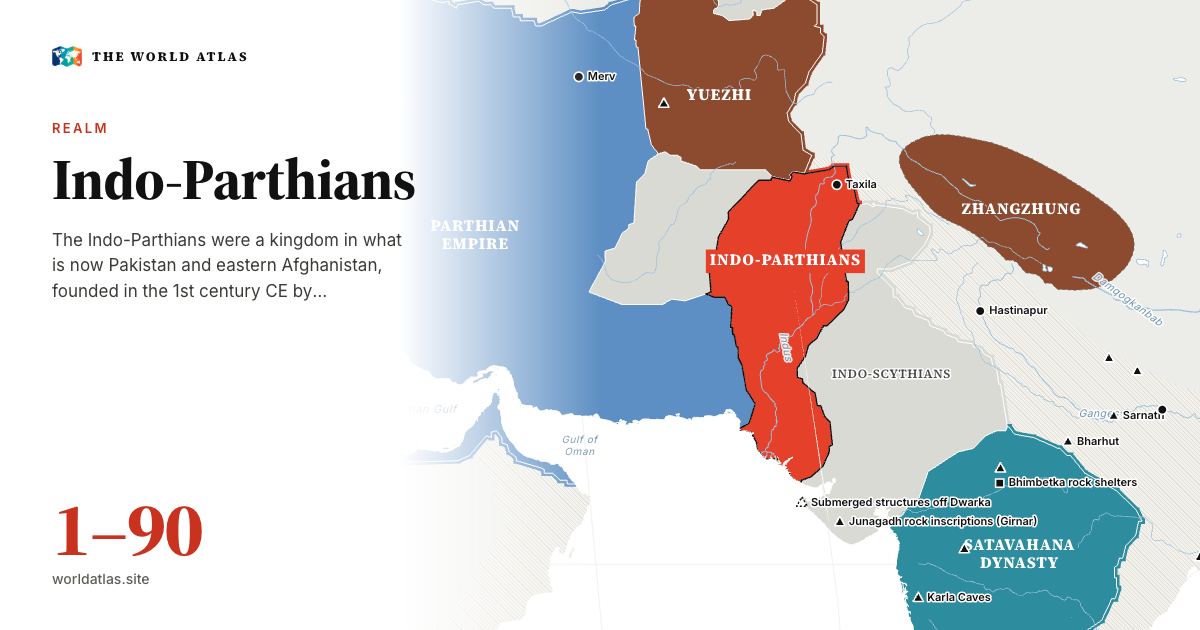 THE WORLD ATLAS
REALM
Indo-Parthians
The Indo-Parthians were a kingdom in what
is now Pakistan and eastern Afghanistan,
founded in the 1st century CE by...
1–90
worldatlas.site
Merv
YUEZHI
Taxila
ZHANGZHUNG
PARTHIAN
EMPIRE
INDO-PARTHIANS
Damqogkanbab
Hastinapur
Indus
INDO-SCYTHIANS
an Gulf
Ganges
Sarnath
Gulf of
Oman
Bharhut
Bhimbetka rock shelters
Submerged structures off Dwarka
Junagadh rock inscriptions (Girnar)
SATAVAHANA
DYNASTY
Karla Caves